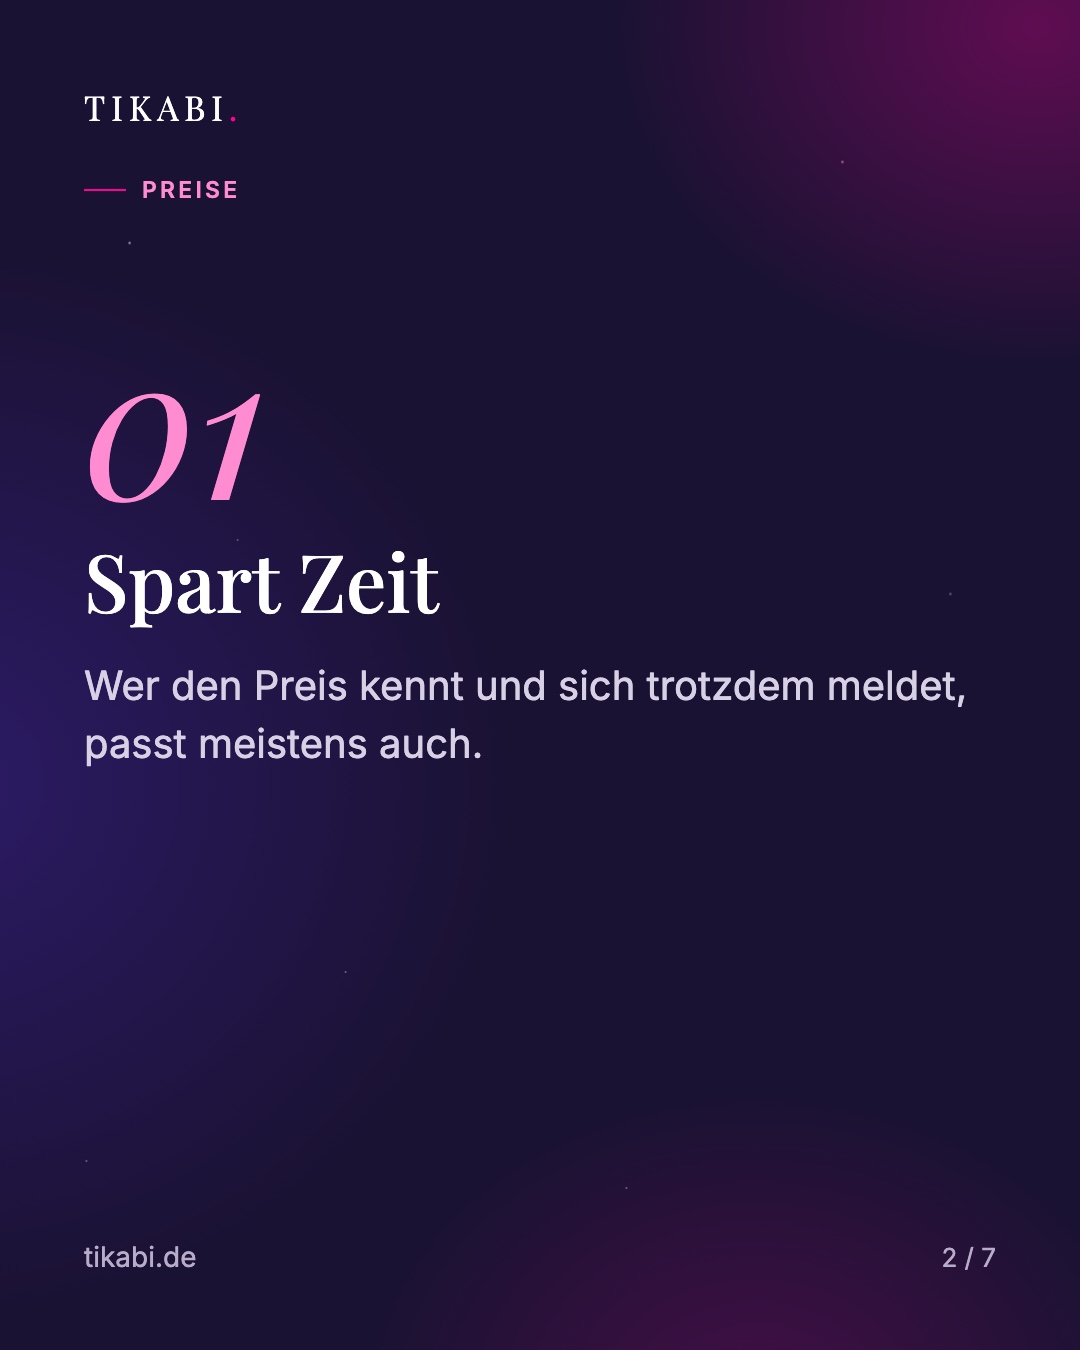 TIKABI.
PREISE
01
Spart Zeit
Wer den Preis kennt und sich trotzdem meldet,
passt meistens auch.
tikabi.de
2 / 7